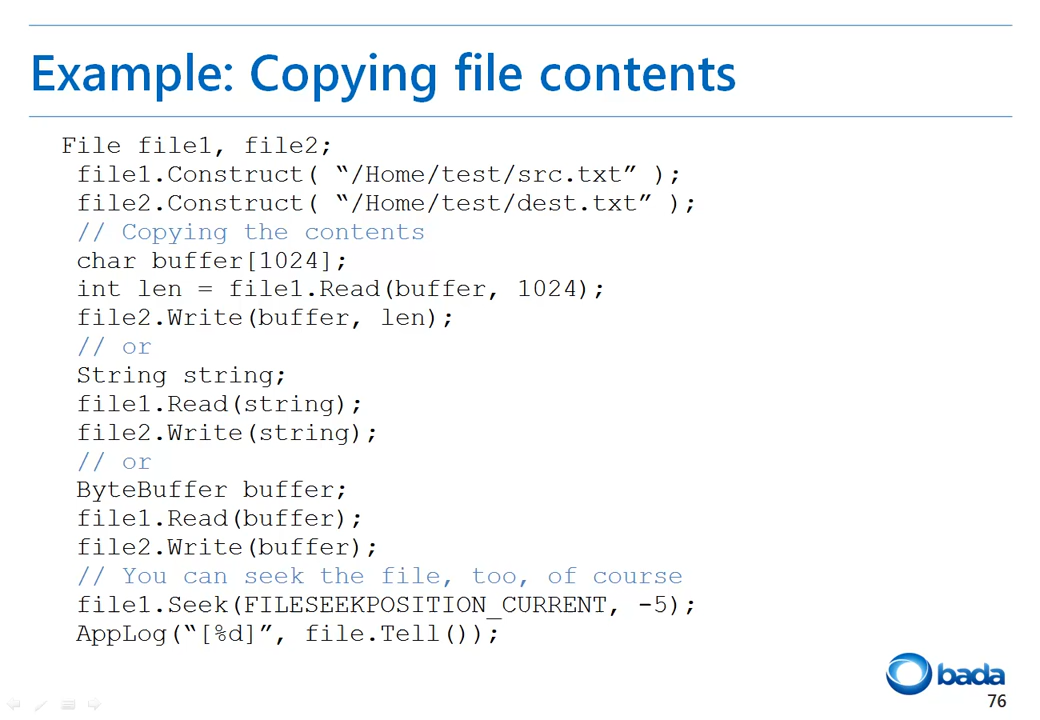 Example: Copying file contents
File file1, file2;
file1.Construct( “/Home/test/src.txt” );
file2.Construct( “/Home/test/dest.txt” );
// Copying the contents
char buffer[1024];
int len = file1.Read(buffer, 1024);
file2.Write(buffer, len);
// or
String string;
file1.Read(string);
file2.Write(string);
// or
ByteBuffer buffer;
file1.Read(buffer);
file2.Write(buffer);
// You can seek the file, too, of course
file1.Seek(FILESEEKPOSITION_CURRENT, -5);
AppLog(“[%d]”, file.Tell());
bada
76